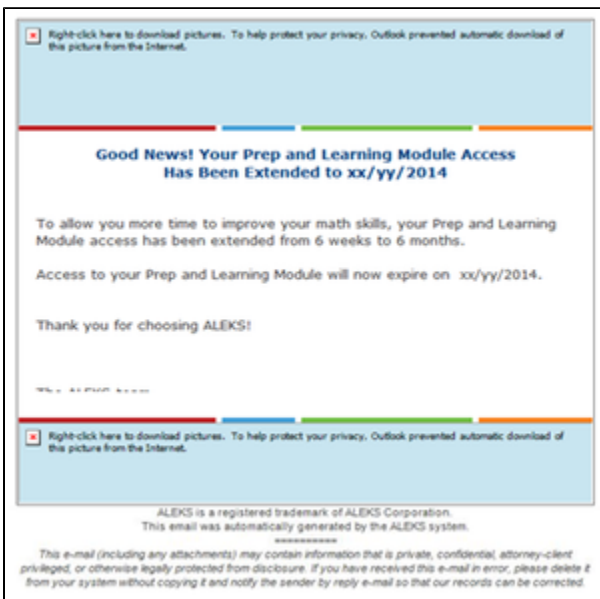 Right-click here to download pictures. To help protect your privacy, Outlook prevented automatic download of
this picture from the Internet.
Good News! Your Prep and Learning Module Access
Has Been Extended to xx/yy/2014
To allow you more time to improve your math skills, your Prep and Learning
Module access has been extended from 6 weeks to 6 months.
Access to your Prep and Learning Module will now expire on xx/yy/2014.
Thank you for choosing ALEKS!
The ALEKS team
Right-click here to download pictures. To help protect your privacy, Outlook prevented automatic download of
this picture from the Internet.
ALEKS is a registered trademark of ALEKS Corporation.
This email was automatically generated by the ALEKS system.
==========
This e-mail (including any attachments) may contain information that is private, confidential, attorney-client
privileged, or otherwise legally protected from disclosure. If you have received this e-mail in error, please delete it
from your system without copying it and notify the sender by reply e-mail so that our records can be corrected.